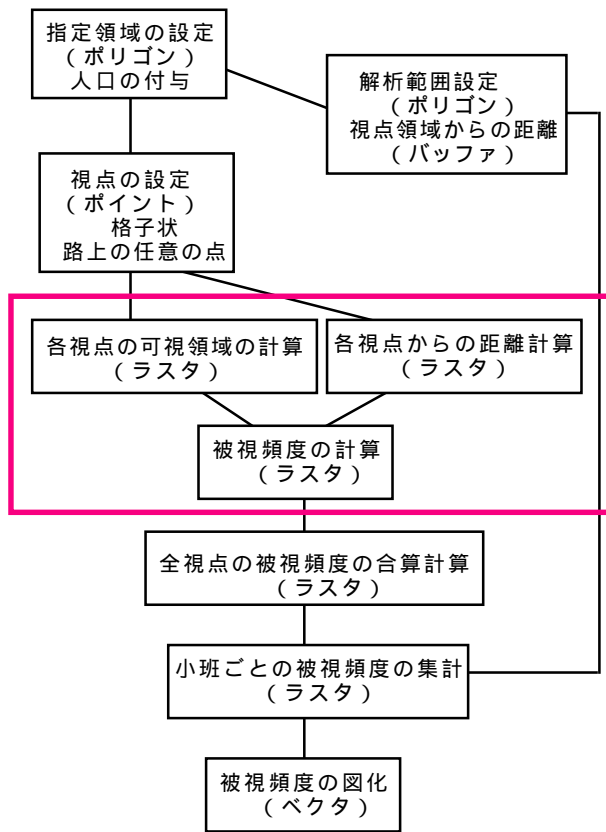 指定領域の設定
（ポリゴン）
人口の付与
解析範囲設定
（ポリゴン）
視点領域からの距離
（バッファ）
視点の設定
（ポイント）
格子状
路上の任意の点
各視点の可視領域の計算
（ラスタ）
各視点からの距離計算
（ラスタ）
被視頻度の計算
（ラスタ）
全視点の被視頻度の合算計算
（ラスタ）
小班ごとの被視頻度の集計
（ラスタ）
被視頻度の図化
（ベクタ）